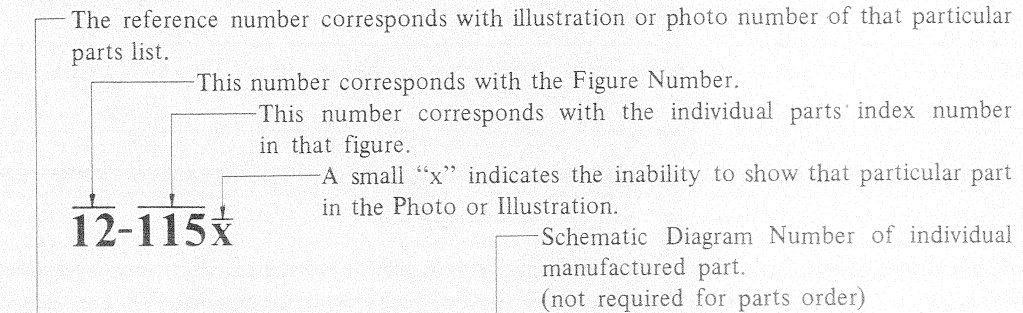 The reference number corresponds with illustration or photo number of that particular
parts list.
This number corresponds with the Figure Number.
This number corresponds with the individual parts index number
in that figure.
A small “x” indicates the inability to show that particular part
in the Photo or Illustration.
12-115x
Schematic Diagram Number of individual
manufactured part.
(not required for parts order)